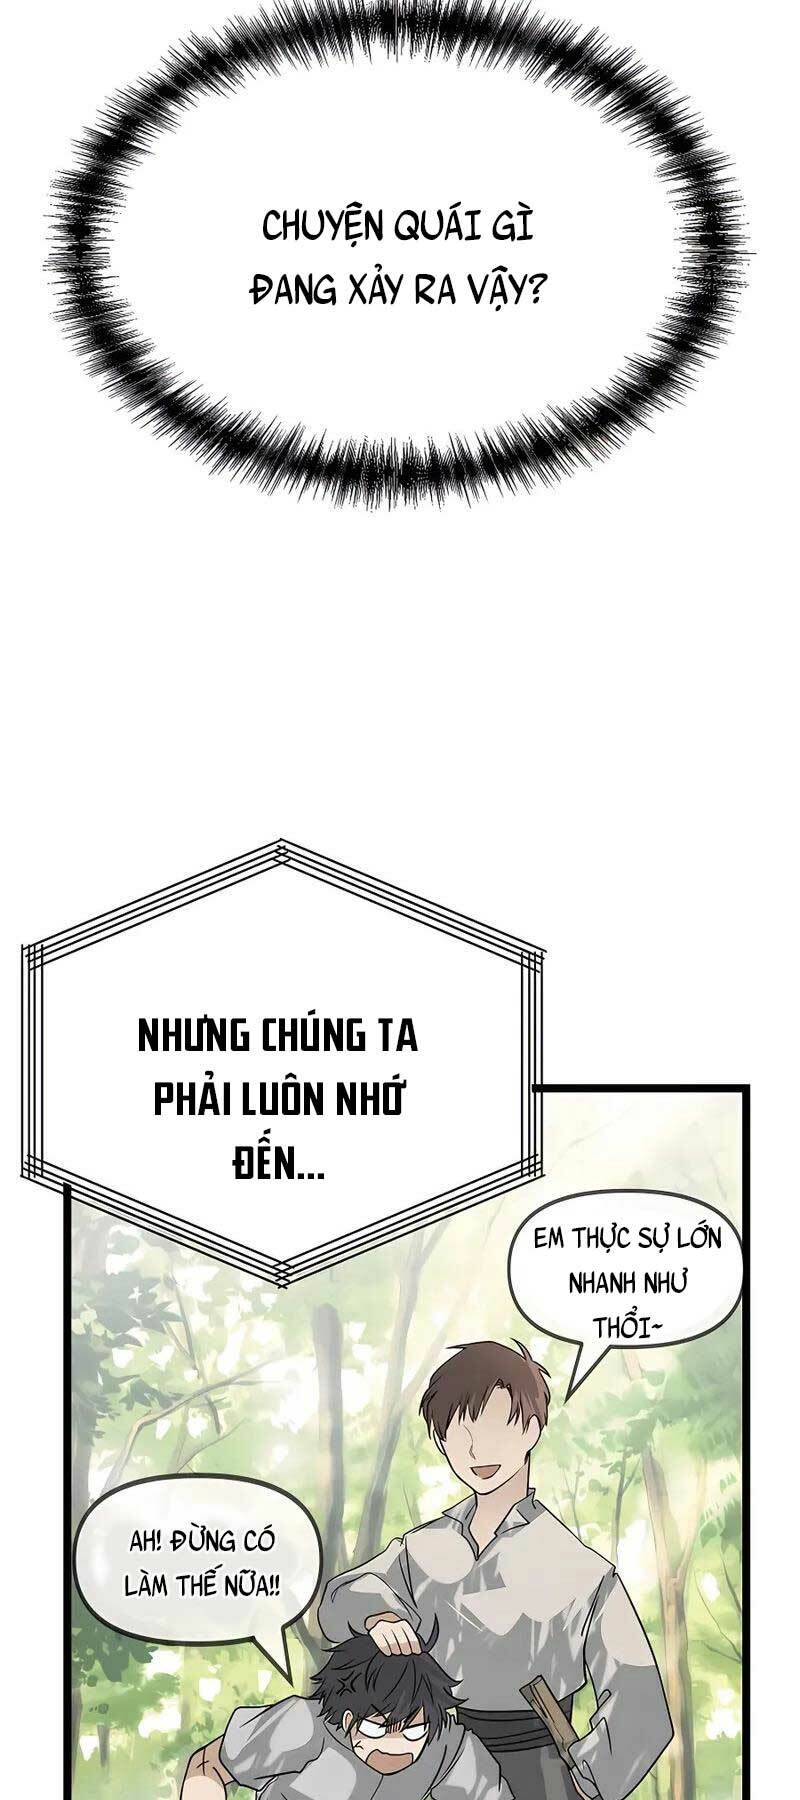 CHUYỆN QUÁI GÌ
ĐANG XẢY RA VẬY?
NHƯNG CHÚNG TA
PHẢI LUÔN NHỚ
ĐẾN...
EM THỰC SỰ LỚN
NHANH NHƯ
THỔI~
AH! ĐỪNG CÓ
LÀM THẾ NỮA!!